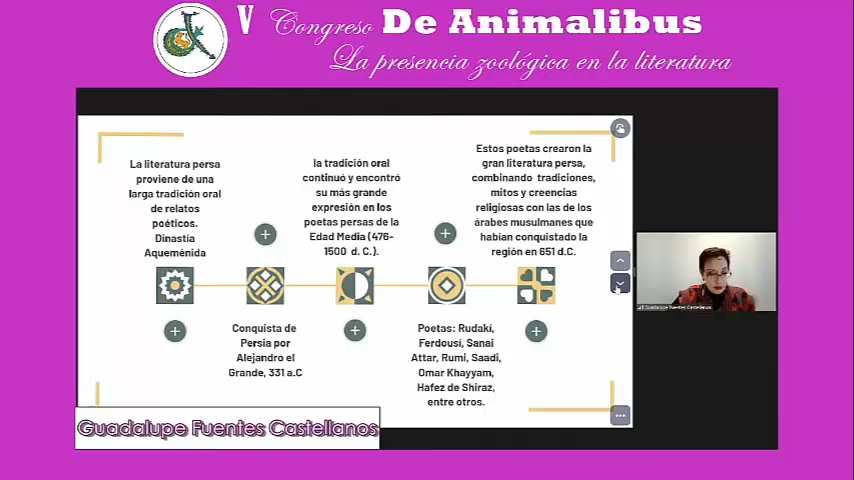 V Congreso De Animalibus
La presencia zoológica en la literatura
La literatura persa
proviene de una
larga tradición oral
de relatos
poéticos.
Dinastía
Aqueménida
Conquista de
Persia por
Alejandro el
Grande, 331 a.C
la tradición oral
continuó y encontró
su más grande
expresión en los
poetas persas de la
Edad Media (476-
1500 d. C.).
Poetas: Rudaki,
Ferdousí, Sanai
Attar, Rumi, Saadi,
Omar Khayyam,
Hafez de Shiraz,
entre otros.
Estos poetas crearon la
gran literatura persa,
combinando tradiciones,
mitos y creencias
religiosas con las de los
árabes musulmanes que
habían conquistado la
región en 651 d.C.
Guadalupe Fuentes Castellanos
Guadalupe Fuentes Castellanos